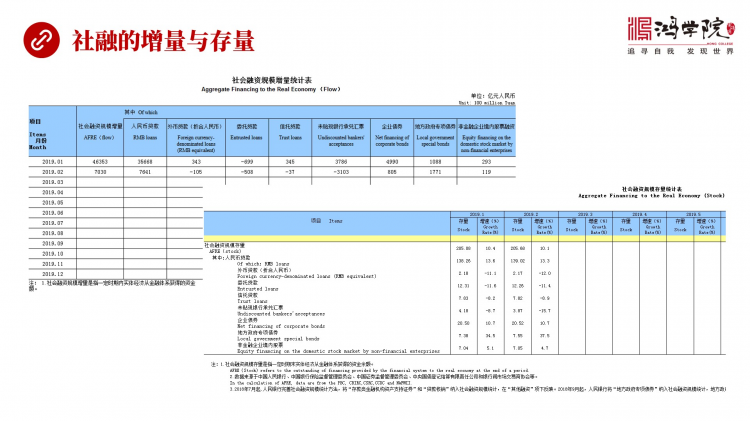 社融的增量与存量
鸿学院
HONG COLLEGE
追寻自我 发现世界
社会融资规模增量统计表
Aggregate Financing to the Real Economy（Flow）
单位：亿元人民币
Unit: 100 million Yuan
项目
Items
月份
Month
其中 Of which
社会融资规模增量 人民币贷款 外币贷款（折合人民币） 委托贷款 信托贷款 未贴现银行承兑汇票 企业债券 地方政府专项债券 非金融企业境内股票融资
AFRE（flow） RMB loans Foreign currency-denominated loans (RMB equivalent) Entrusted loans Trust loans Undiscounted bankers' acceptances Net financing of corporate bonds Local government special bonds Equity financing on the domestic stock market by non-financial enterprises
2019.01 46353 35668 343 -699 345 3786 4990 1088 293
2019.02 7030 7641 -105 -508 -37 -3103 805 1771 119
2019.03
2019.04
2019.05
2019.06
2019.07
2019.08
2019.09
2019.10
2019.11
2019.12
注：1.社会融资规模增量是指一定时期内实体经济从金融体系获得的资金
额。
社会融资规模存量统计表
Aggregate Financing to the Real Economy (Stock)
项目 Items
2019.1 2019.2 2019.3 2019.4 2019.5
存量 增速（%） 存量 增速（%） 存量 增速（%） 存量 增速（%） 存量 增速（%）
Stock Growth Rate(%) Stock Growth Rate(%) Stock Growth Rate(%) Stock Growth Rate(%) Stock Growth Rate(%)
社会融资规模存量
AFRE (stock) 205.08 10.4 205.68 10.1
其中:人民币贷款
Of which: RMB loans 138.26 13.6 139.02 13.3
外币贷款（折合人民币）
Foreign currency-denominated loans (RMB equivalent) 2.18 -11.1 2.17 -12.0
委托贷款
Entrusted loans 12.31 -11.6 12.26 -11.4
信托贷款
Trust loans 7.83 -8.2 7.82 -8.9
未贴现银行承兑汇票
Undiscounted bankers' acceptances 4.18 -8.7 3.87 -15.7
企业债券
Net financing of corporate bonds 20.50 10.7 20.52 10.7
地方政府专项债券
Local government special bonds 7.38 34.5 7.55 37.5
非金融企业境内股票
Equity financing on the domestic stock market by non-financial enterprises 7.04 5.1 7.05 4.7
注：1.社会融资规模存量是指一定时期末实体经济从金融体系获得的资金余额。
AFRE (Stock) refers to the outstanding of financing provided by the financial system to the real economy at the end of a period.
2.数据来源于中国人民银行、中国银行保险监督管理委员会、中国证券监督管理委员会、中央国债登记结算有限责任公司和银行间市场交易商协会等。
In the calculation of AFRE, data are from the PBC, CBIRC,CSRC,CCDC and NAFMII.
3.2018年7月起,人民银行完善社会融资规模统计方法，将“存款类金融机构资产支持证券”和“贷款核销”纳入社会融资规模统计，在“其他融资”项下反映。2018年9月起，人民银行将“地方政府专项债券”纳入社会融资规模统计，地方政府